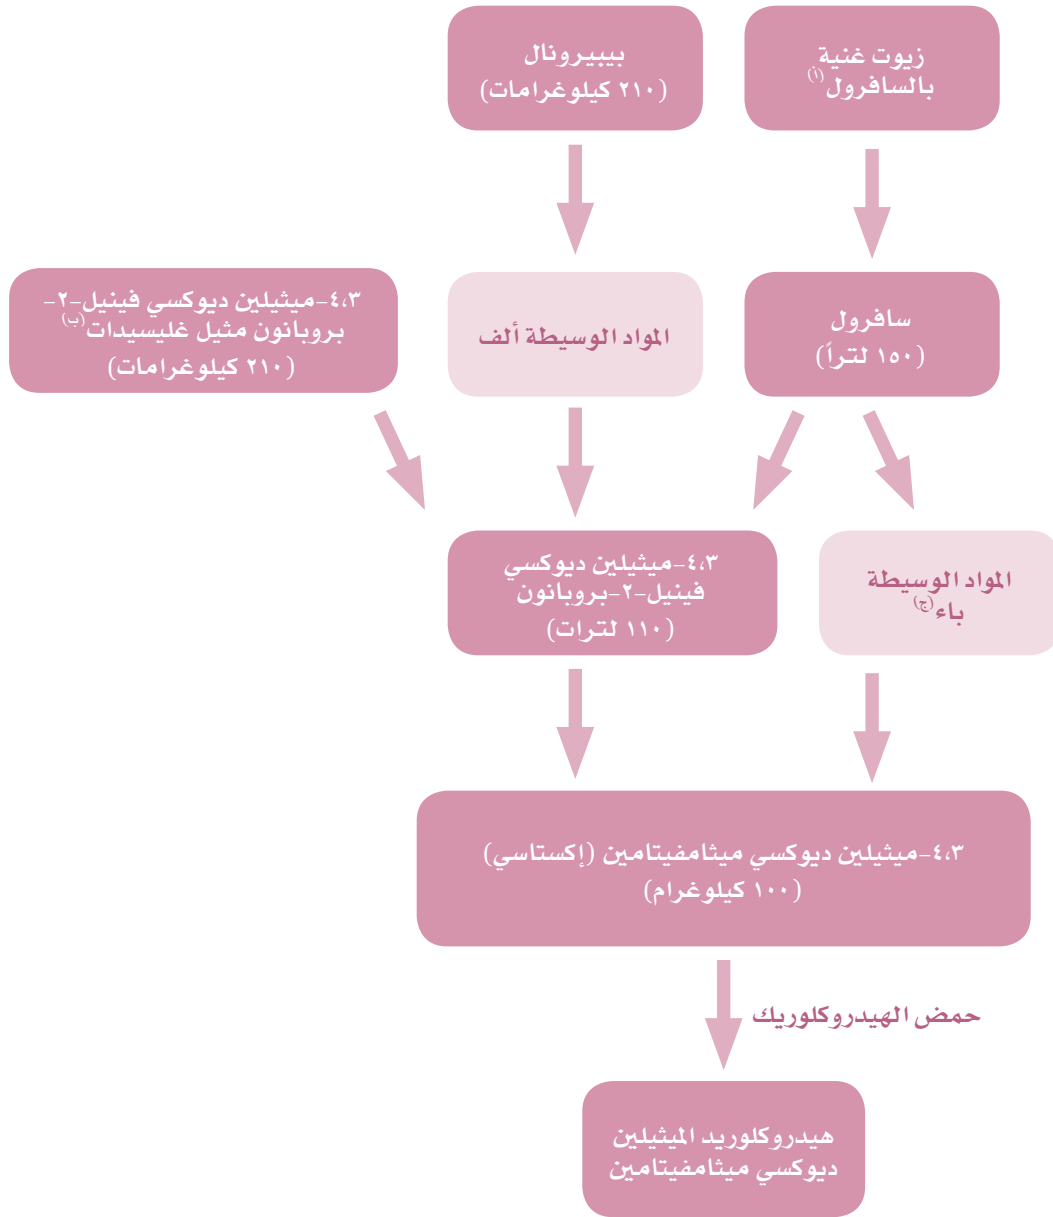 زيوت غنية
بالسافرول(أ)
بيبيرونال
(٢١٠ كيلوغرامات)
سافرول
(١٥٠ لتراً)
المواد الوسيطة ألف
٤،٣-ميثيلين ديوكسي فينيل-٢-
بروبانون مثيل غليسيدات(ب)
(٢١٠ كيلوغرامات)
المواد الوسيطة
باء(ج)
٤،٣-ميثيلين ديوكسي
فينيل-٢-بروبانون
(١١٠ لترات)
٤،٣-ميثيلين ديوكسي ميثامفيتامين (إكستاسي)
(١٠٠ كيلوغرام)
حمض الهيدروكلوريك
هيدروكلوريد الميثيلين
ديوكسي ميثامفيتامين